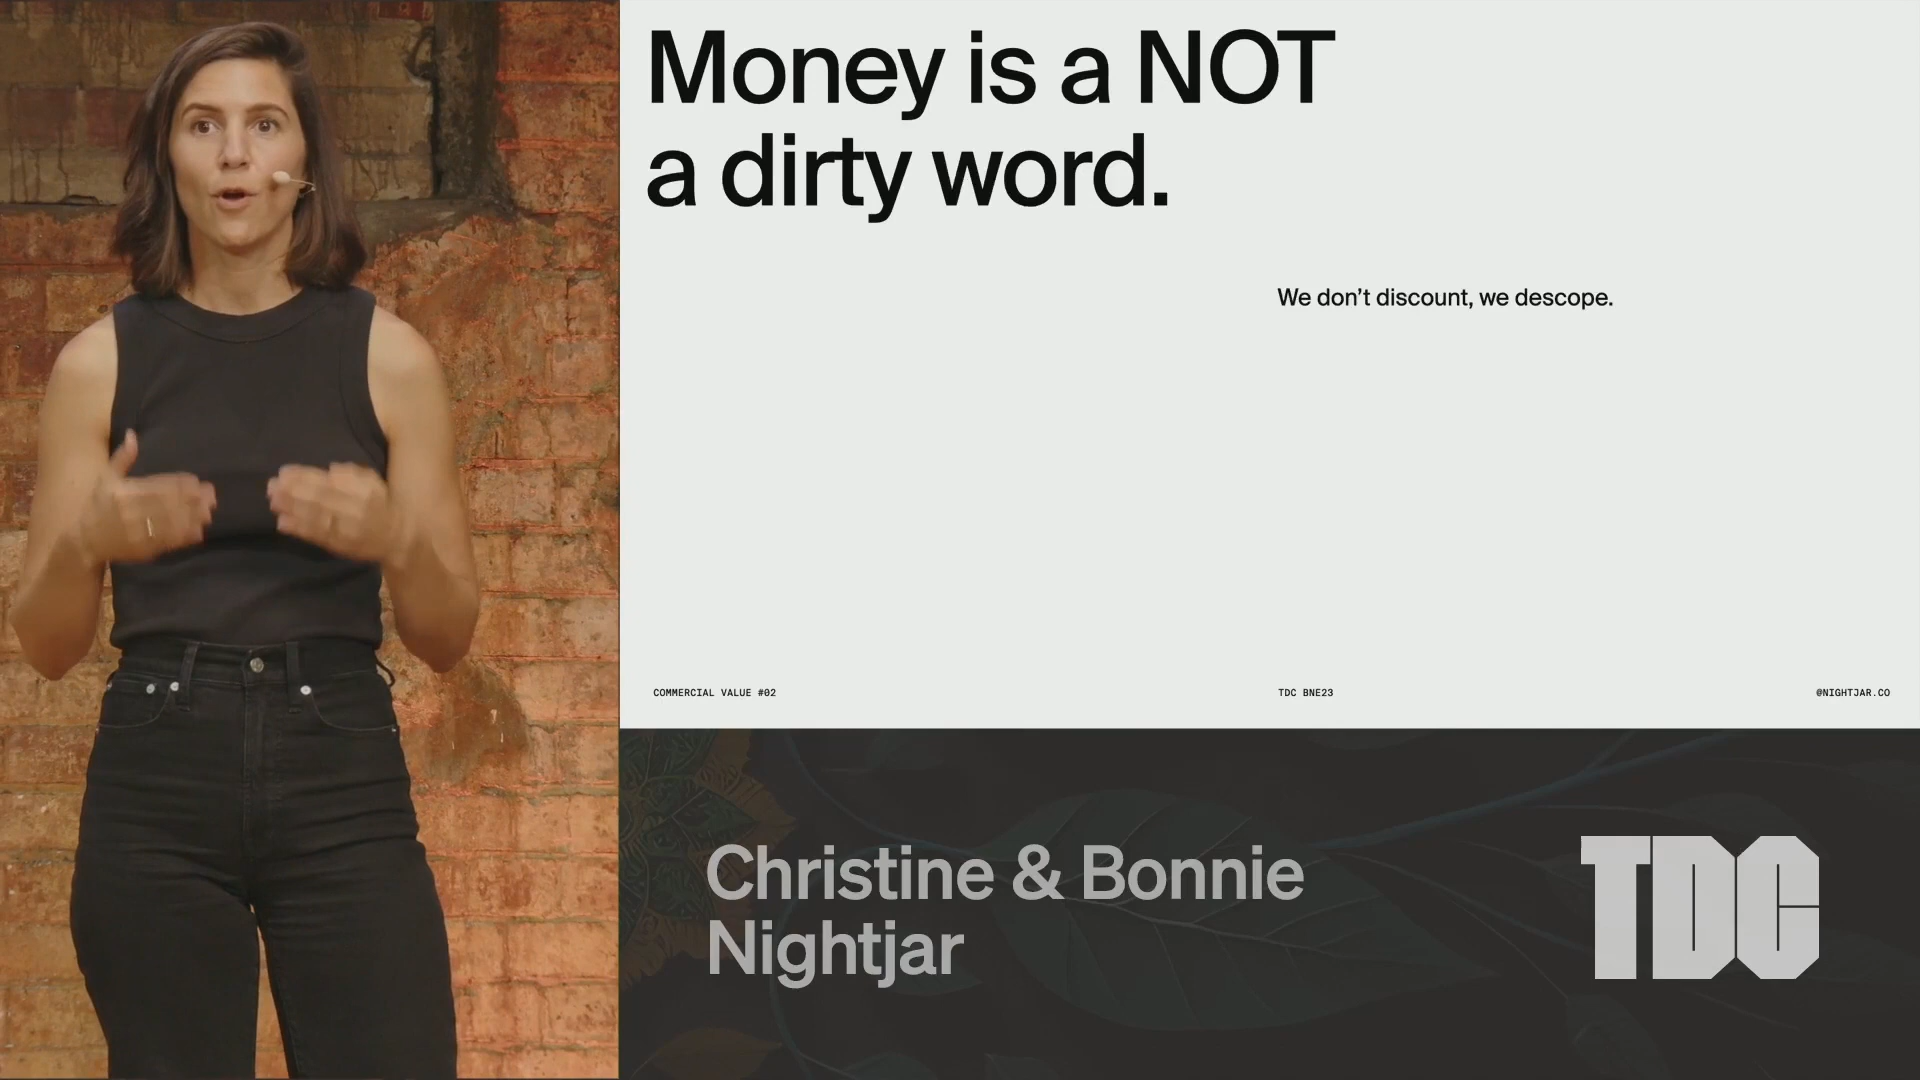 Money is a NOT
a dirty word.
We don’t discount, we descope.
COMMERCIAL VALUE #02
TDC BNE23
@NIGHTJAR.CO
Christine & Bonnie
Nightjar
TDC